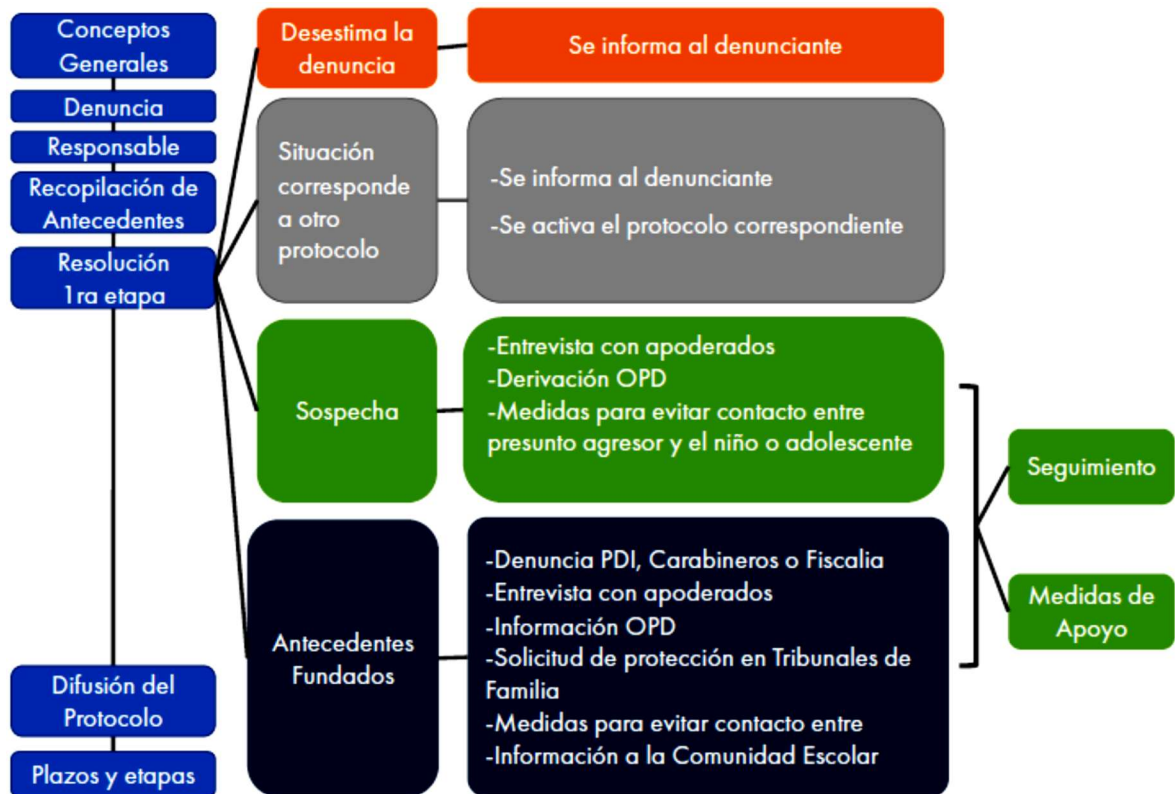 Conceptos
Generales
Denuncia
Responsable
Recopilación de
Antecedentes
Resolución
1ra etapa
Difusión del
Protocolo
Plazos y etapas
Desestima la
denuncia
Se informa al denunciante
Situación
corresponde
a otro
protocolo
-Se informa al denunciante
-Se activa el protocolo correspondiente
Sospecha
-Entrevista con apoderados
-Derivación OPD
-Medidas para evitar contacto entre
presunto agresor y el niño o adolescente
Antecedentes
Fundados
-Denuncia PDI, Carabineros o Fiscalia
-Entrevista con apoderados
-Información OPD
-Solicitud de protección en Tribunales de
Familia
-Medidas para evitar contacto entre
-Información a la Comunidad Escolar
Seguimiento
Medidas de
Apoyo